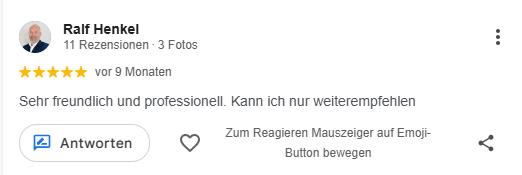 Ralf Henkel
11 Rezensionen · 3 Fotos
vor 9 Monaten
Sehr freundlich und professionell. Kann ich nur weiterempfehlen
Antworten
Zum Reagieren Mauszeiger auf Emoji-
Button bewegen